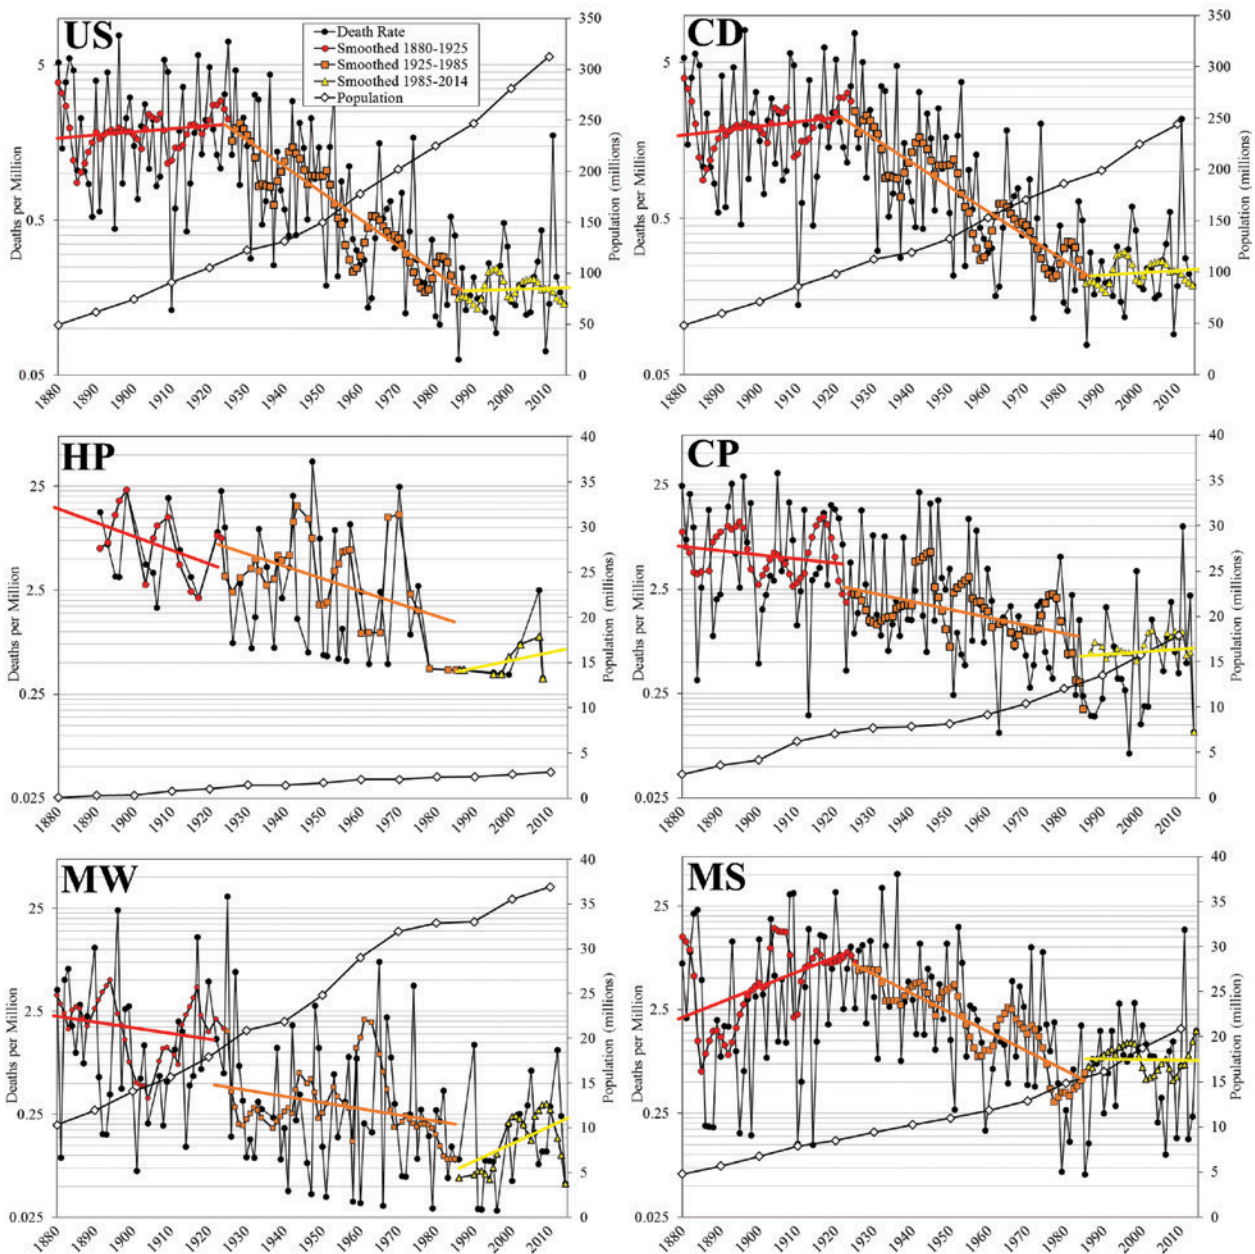 US
Death Rate
Smoothed 1880-1925
Smoothed 1925-1985
Smoothed 1985-2014
Population
Deaths per Million
5
0.5
0.05
Population (millions)
350
300
250
200
150
100
50
0
1880 1890 1900 1910 1920 1930 1940 1950 1960 1970 1980 1990 2000 2010
CD
Deaths per Million
5
0.5
0.05
Population (millions)
350
300
250
200
150
100
50
0
1880 1890 1900 1910 1920 1930 1940 1950 1960 1970 1980 1990 2000 2010
HP
Deaths per Million
25
2.5
0.25
0.025
Population (millions)
40
35
30
25
20
15
10
5
0
1880 1890 1900 1910 1920 1930 1940 1950 1960 1970 1980 1990 2000 2010
CP
Deaths per Million
25
2.5
0.25
0.025
Population (millions)
40
35
30
25
20
15
10
5
0
1880 1890 1900 1910 1920 1930 1940 1950 1960 1970 1980 1990 2000 2010
MW
Deaths per Million
25
2.5
0.25
0.025
Population (millions)
40
35
30
25
20
15
10
5
0
1880 1890 1900 1910 1920 1930 1940 1950 1960 1970 1980 1990 2000 2010
MS
Deaths per Million
25
2.5
0.25
0.025
Population (millions)
40
35
30
25
20
15
10
5
0
1880 1890 1900 1910 1920 1930 1940 1950 1960 1970 1980 1990 2000 2010